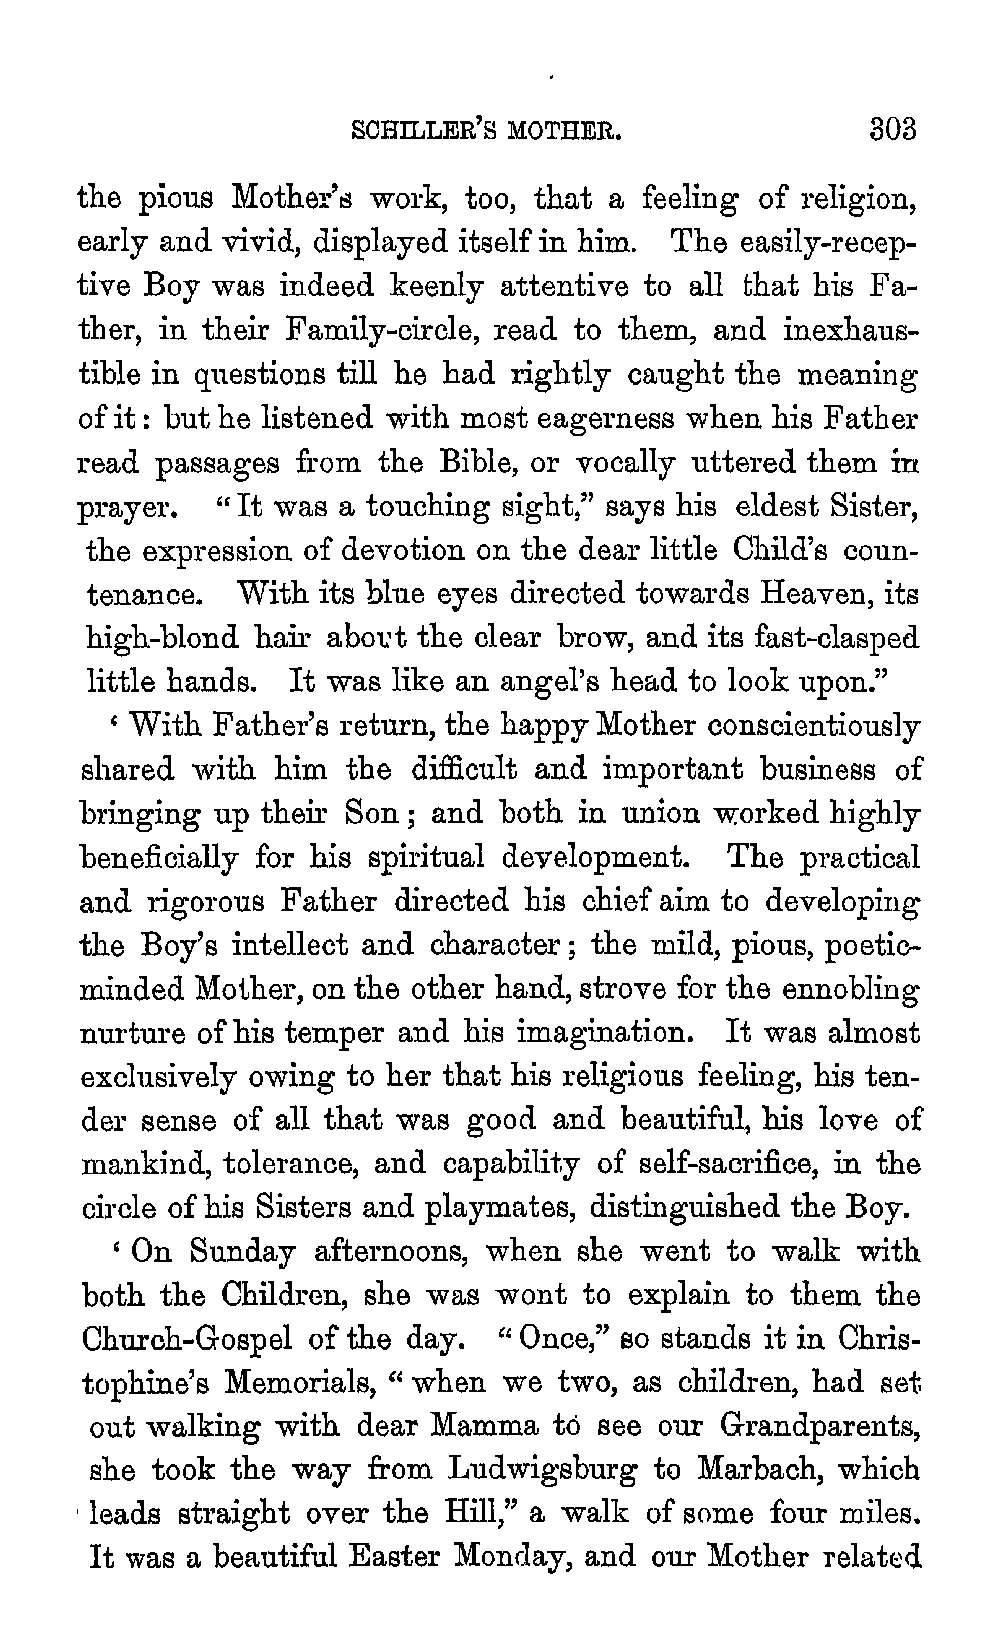 SCHILLER'S MOTHER. 303
the pious Mother's work, too, that a feeling of religion,
early and vivid, displayed itself in him. The easily-recep-
tive Boy was indeed keenly attentive to all that his Fa-
ther, in their Family-circle, read to them, and inexhaus-
tible in questions till he had rightly caught the meaning
of it: but he listened with most eagerness when his Father
read passages from the Bible, or vocally uttered them in
prayer. “It was a touching sight,” says his eldest Sister,
the expression of devotion on the dear little Child's coun-
tenance. With its blue eyes directed towards Heaven, its
high-blond hair about the clear brow, and its fast-clasped
little hands. It was like an angel's head to look upon.”
‘With Father's return, the happy Mother conscientiously
shared with him the difficult and important business of
bringing up their Son; and both in union worked highly
beneficially for his spiritual development. The practical
and rigorous Father directed his chief aim to developing
the Boy's intellect and character; the mild, pious, poetic-
minded Mother, on the other hand, strove for the ennobling
nurture of his temper and his imagination. It was almost
exclusively owing to her that his religious feeling, his ten-
der sense of all that was good and beautiful, his love of
mankind, tolerance, and capability of self-sacrifice, in the
circle of his Sisters and playmates, distinguished the Boy.
‘On Sunday afternoons, when she went to walk with
both the Children, she was wont to explain to them the
Church-Gospel of the day. “Once,” so stands it in Chris-
tophine's Memorials, “when we two, as children, had set
out walking with dear Mamma to see our Grandparents,
she took the way from Ludwigsburg to Marbach, which
leads straight over the Hill,” a walk of some four miles.
It was a beautiful Easter Monday, and our Mother related